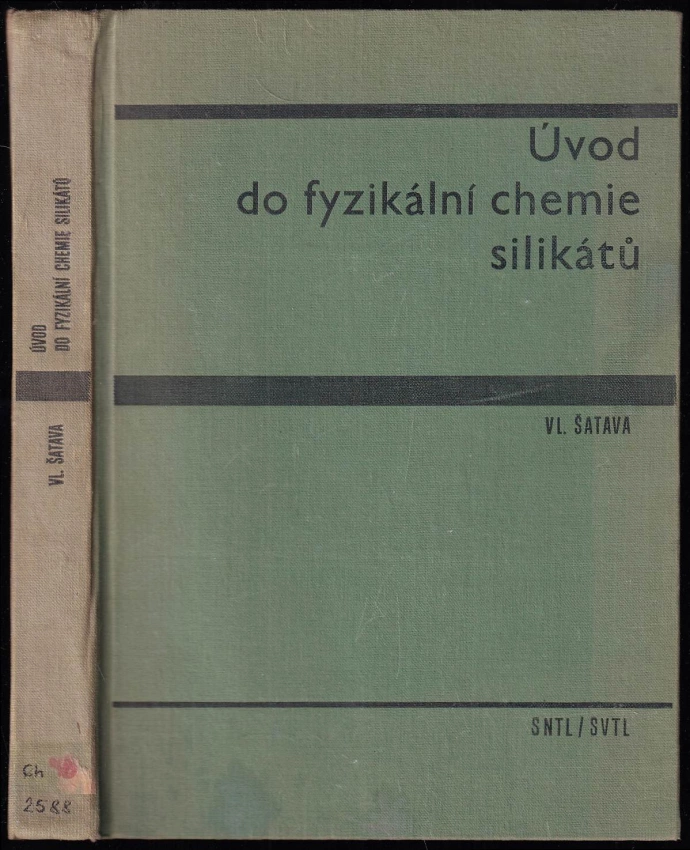 Úvod
do fyzikální chemie
silikátů
VL. ŠATAVA
SNTL/SVTL
ÚVOD
DO FYZIKÁLNÍ CHEMIE SILIKÁTŮ
VL. ŠATAVA
Ch
2588